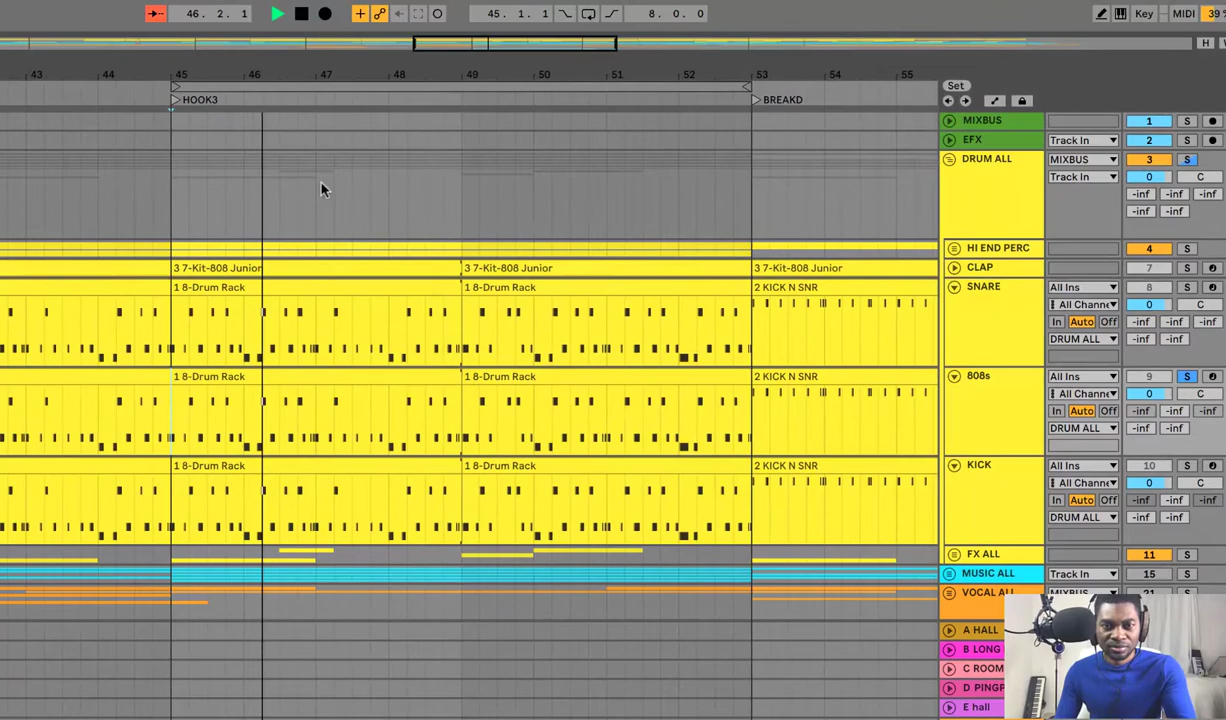 46. 2. 1 45. 1. 1 8. 0. 0 Key MIDI 39
H
43 44 45 46 47 48 49 50 51 52 53 54 55
Set
HOOK3 BREAKD
MIXBUS 1 S
EFX Track In 2 S
DRUM ALL MIXBUS 3 S
Track In 0 C
-inf -inf -inf
-inf -inf
HI END PERC 4 S
3 7-Kit-808 Junior 3 7-Kit-808 Junior 3 7-Kit-808 Junior CLAP 7 S
1 8-Drum Rack 1 8-Drum Rack 2 KICK N SNR SNARE All Ins 8 S
All Channe 0 C
In Auto Off -inf -inf -inf
DRUM ALL -inf -inf
1 8-Drum Rack 1 8-Drum Rack 2 KICK N SNR 808s All Ins 9 S
All Channe 0 C
In Auto Off -inf -inf -inf
DRUM ALL -inf -inf
1 8-Drum Rack 1 8-Drum Rack 2 KICK N SNR KICK All Ins 10 S
All Channe 0 C
In Auto Off -inf -inf -inf
DRUM ALL -inf -inf
FX ALL 11 S
MUSIC ALL Track In 15 S
VOCAL ALL MIXBUS 21 S
A HALL
B LONG
C ROOM
D PINGP
E hall